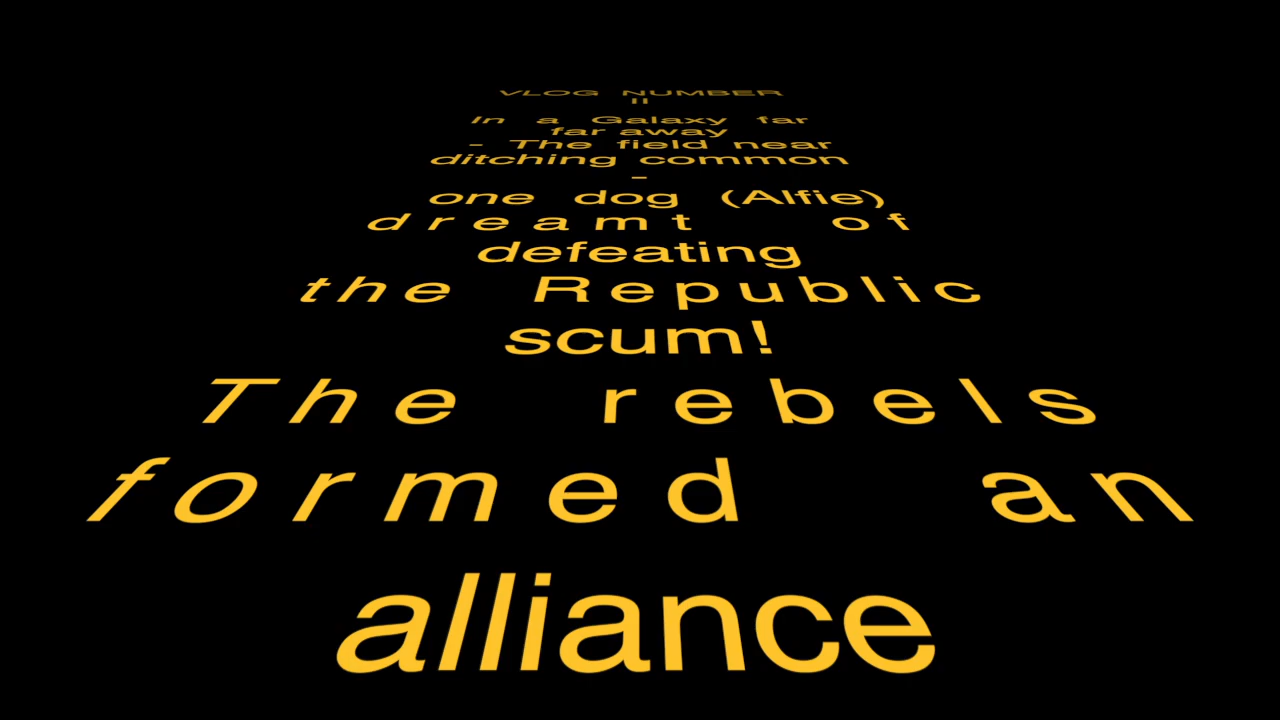 VLOG NUMBER
II
In a Galaxy far
far away
- The field near
ditching common
-
one dog (Alfie)
dreamt of
defeating
the Republic
scum!
The rebels
formed an
alliance